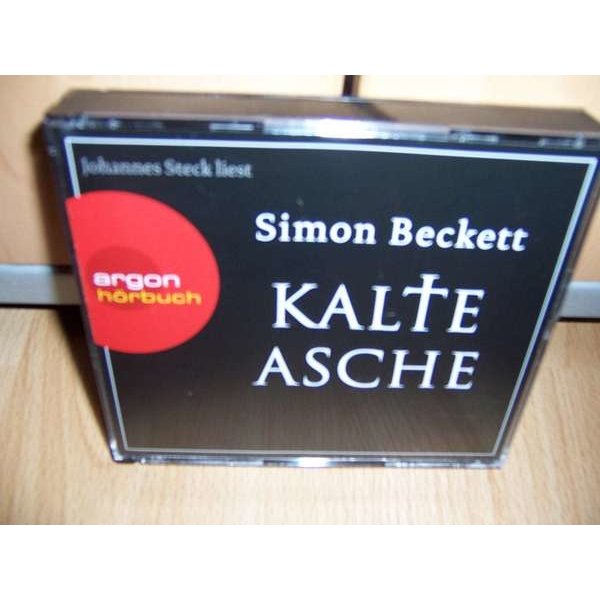 Johannes Steck liest
Simon Beckett
argon
hörbuch
KALTE
ASCHE